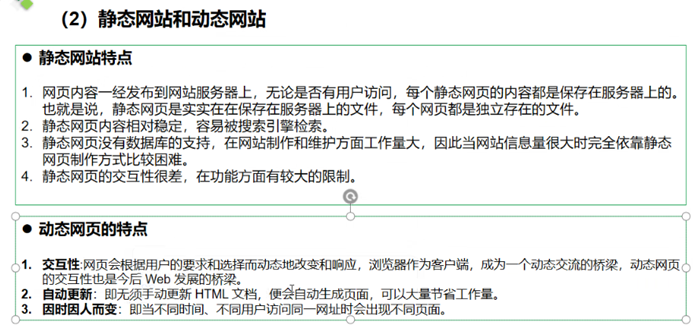 （2）静态网站和动态网站
● 静态网站特点
1. 网页内容一经发布到网站服务器上，无论是否有用户访问，每个静态网页的内容都是保存在服务器上的。
也就是说，静态网页是实实在在保存在服务器上的文件，每个网页都是独立存在的文件。
2. 静态网页内容相对稳定，容易被搜索引擎检索。
3. 静态网页没有数据库的支持，在网站制作和维护方面工作量大，因此当网站信息量很大时完全依靠静态
网页制作方式比较困难。
4. 静态网页的交互性很差，在功能方面有较大的限制。
● 动态网页的特点
1. 交互性:网页会根据用户的要求和选择而动态地改变和响应，浏览器作为客户端，成为一个动态交流的桥梁，动态网页
的交互性也是今后 Web 发展的桥梁。
2. 自动更新：即无须手动更新 HTML 文档，便会自动生成页面，可以大量节省工作量。
3. 因时因人而变：即当不同时间、不同用户访问同一网址时会出现不同页面。